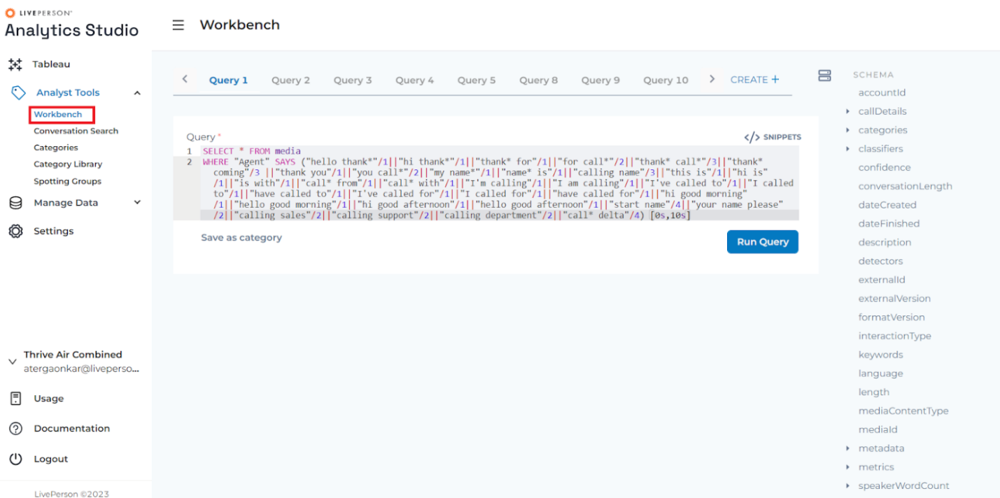 LIVEPERSON
Analytics Studio
Workbench
Tableau
Analyst Tools
Workbench
Conversation Search
Categories
Category Library
Spotting Groups
Manage Data
Settings
Thrive Air Combined
atergaonkar@liveperso...
Usage
Documentation
Logout
LivePerson ©2023
Query 1 Query 2 Query 3 Query 4 Query 5 Query 8 Query 9 Query 10 CREATE +
Query *
</> SNIPPETS
1 SELECT * FROM media
2 WHERE "Agent" SAYS ("hello thank*"/1||"hi thank*"/1||"thank* for"/1||"for call*"/2||"thank* call*"/3||"thank*
coming"/3 ||"thank you"/1||"you call*"/2||"my name*"/1||"name* is"/1||"calling name"/3||"this is"/1||"hi is"
/1||"is with"/1||"call* from"/1||"call* with"/1||"I'm calling"/1||"I am calling"/1||"I've called to"/1||"I called
to"/1||"have called to"/1||"I've called for"/1||"I called for"/1||"have called for"/1||"hi good morning"
/1||"hello good morning"/1||"hi good afternoon"/1||"hello good afternoon"/1||"start name"/4||"your name please"
/2||"calling sales"/2||"calling support"/2||"calling department"/2||"call* delta"/4) [0s,10s]
Save as category
Run Query
SCHEMA
accountId
callDetails
categories
classifiers
confidence
conversationLength
dateCreated
dateFinished
description
detectors
externalId
externalVersion
formatVersion
interactionType
keywords
language
length
mediaContentType
mediaId
metadata
metrics
speakerWordCount